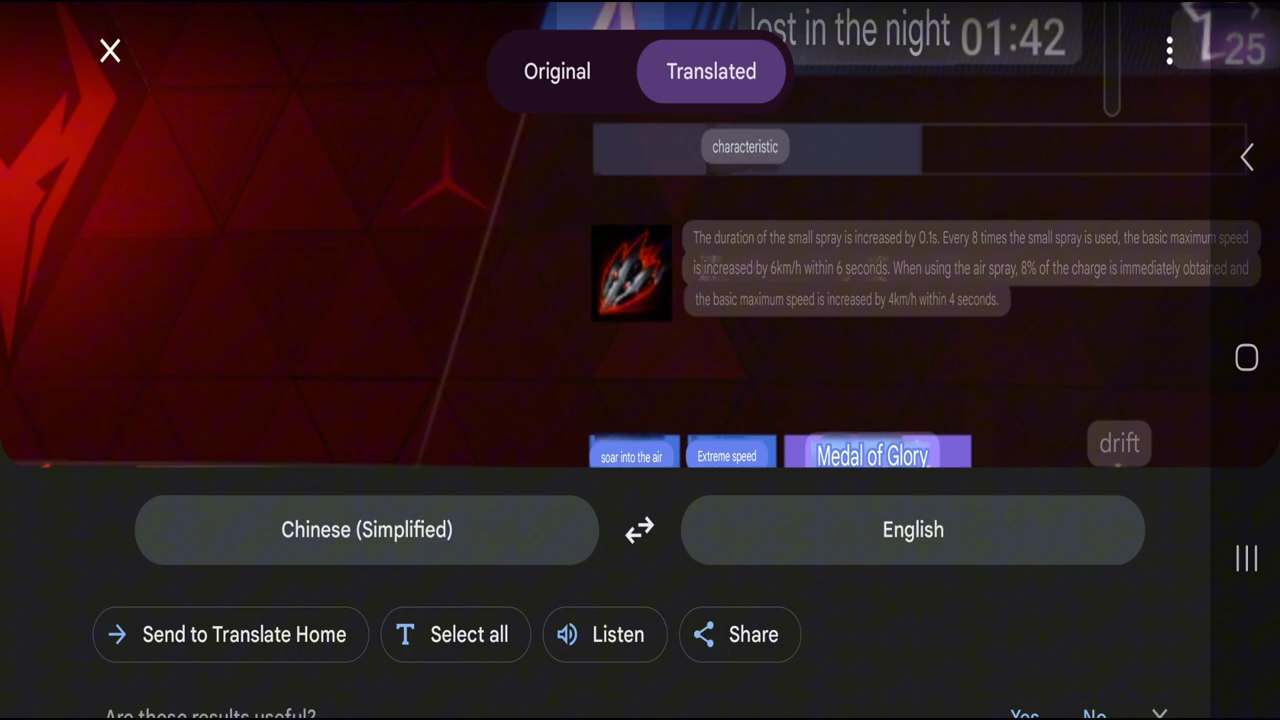 lost in the night 01:42
25
Original
Translated
characteristic
The duration of the small spray is increased by 0.1s. Every 8 times the small spray is used, the basic maximum speed
is increased by 6km/h within 6 seconds. When using the air spray, 8% of the charge is immediately obtained and
the basic maximum speed is increased by 4km/h within 4 seconds.
soar into the air
Extreme speed
Medal of Glory
drift
Chinese (Simplified)
English
Send to Translate Home
Select all
Listen
Share
Are these results useful?
Yes
No